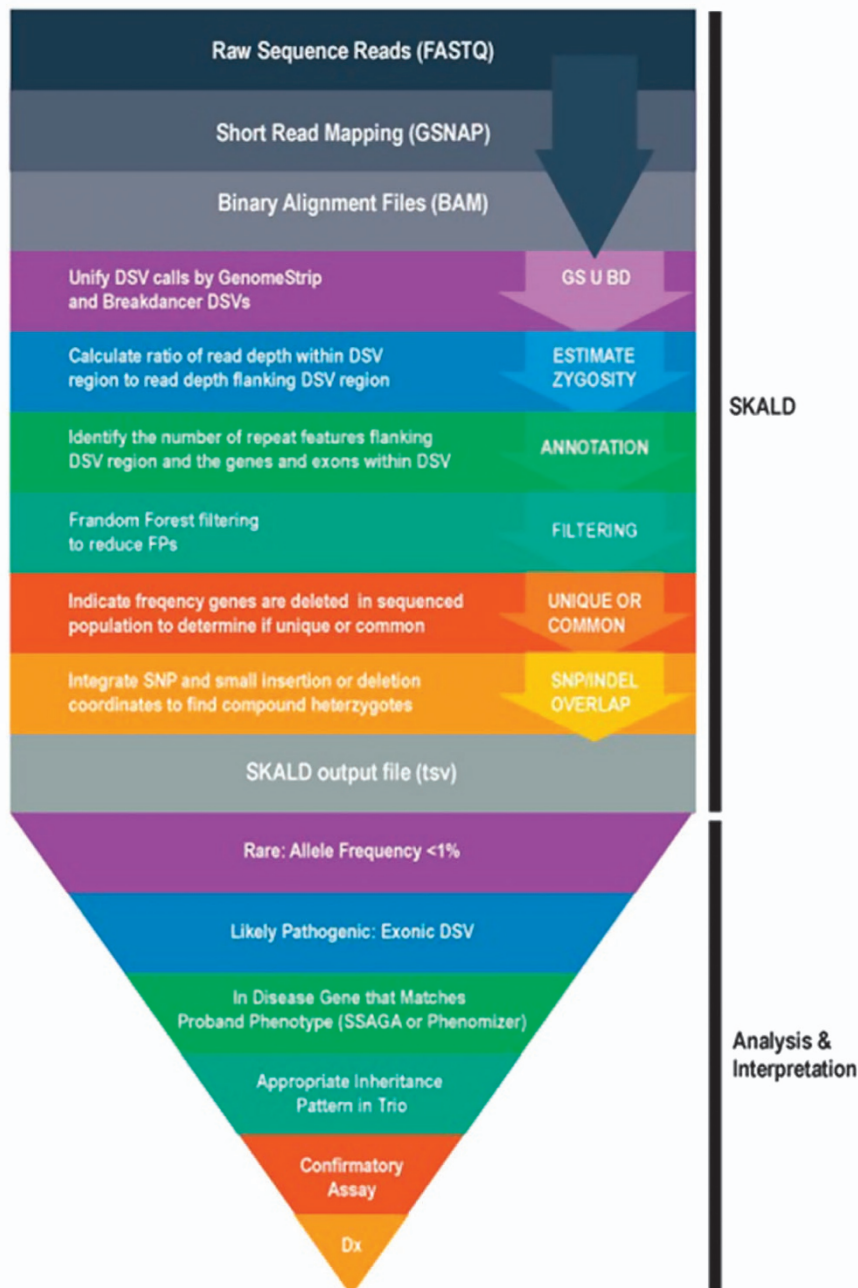 Raw Sequence Reads (FASTQ)
Short Read Mapping (GSNAP)
Binary Alignment Files (BAM)
Unify DSV calls by GenomeStrip
and Breakdancer DSVs
GS U BD
Calculate ratio of read depth within DSV
region to read depth flanking DSV region
ESTIMATE
ZYGOSITY
Identify the number of repeat features flanking
DSV region and the genes and exons within DSV
ANNOTATION
Frandom Forest filtering
to reduce FPs
FILTERING
Indicate freqency genes are deleted in sequenced
population to determine if unique or common
UNIQUE OR
COMMON
Integrate SNP and small insertion or deletion
coordinates to find compound heterzygotes
SNP/INDEL
OVERLAP
SKALD output file (tsv)
SKALD
Rare: Allele Frequency <1%
Likely Pathogenic: Exonic DSV
In Disease Gene that Matches
Proband Phenotype (SSAGA or Phenomizer)
Appropriate Inheritance
Pattern in Trio
Confirmatory
Assay
Dx
Analysis &
Interpretation